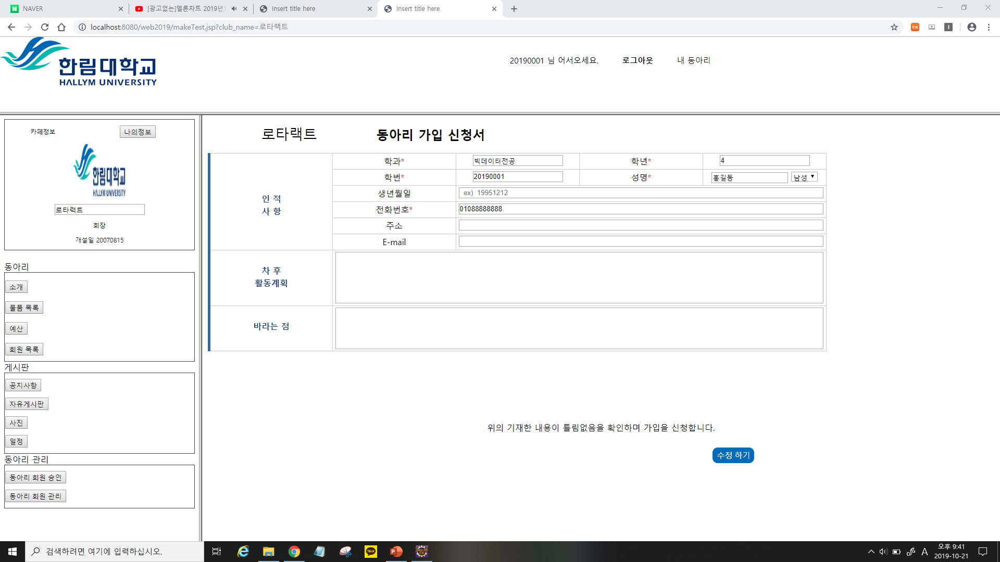 NAVER
[광고없는]멜론차트 2019년
Insert title here
Insert title here
localhost:8080/web2019/makeTest.jsp?club_name=로타랙트
한림대학교
HALLYM UNIVERSITY
20190001 님 어서오세요.
로그아웃
내 동아리
카페정보
나의정보
한림대학교
HALLYM UNIVERSITY
로타랙트
회장
개설일 20070815
동아리
소개
물품 목록
예산
회원 목록
게시판
공지사항
자유게시판
사진
일정
동아리 관리
동아리 회원 승인
동아리 회원 관리
로타랙트 동아리 가입 신청서
인 적
사 항
학과* 빅데이터전공 학년* 4
학번* 20190001 성명* 홍길동 남성
생년월일 ex) 19951212
전화번호* 01088888888
주소
E-mail
차 후
활동계획
바라는 점
위의 기재한 내용이 틀림없음을 확인하며 가입을 신청합니다.
수정 하기
검색하려면 여기에 입력하십시오.
TALK
A
오후 9:41
2019-10-21